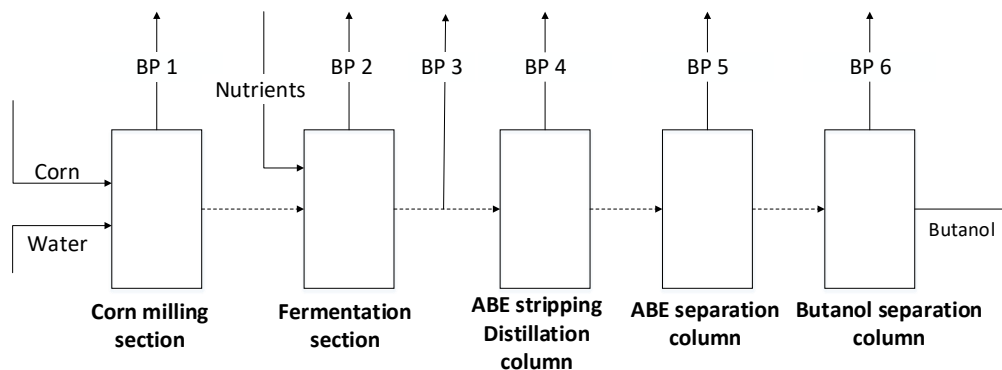 BP 1
BP 2
BP 3
BP 4
BP 5
BP 6
Nutrients
Corn
Water
Butanol
Corn milling
section
Fermentation
section
ABE stripping
Distillation
column
ABE separation
column
Butanol separation
column